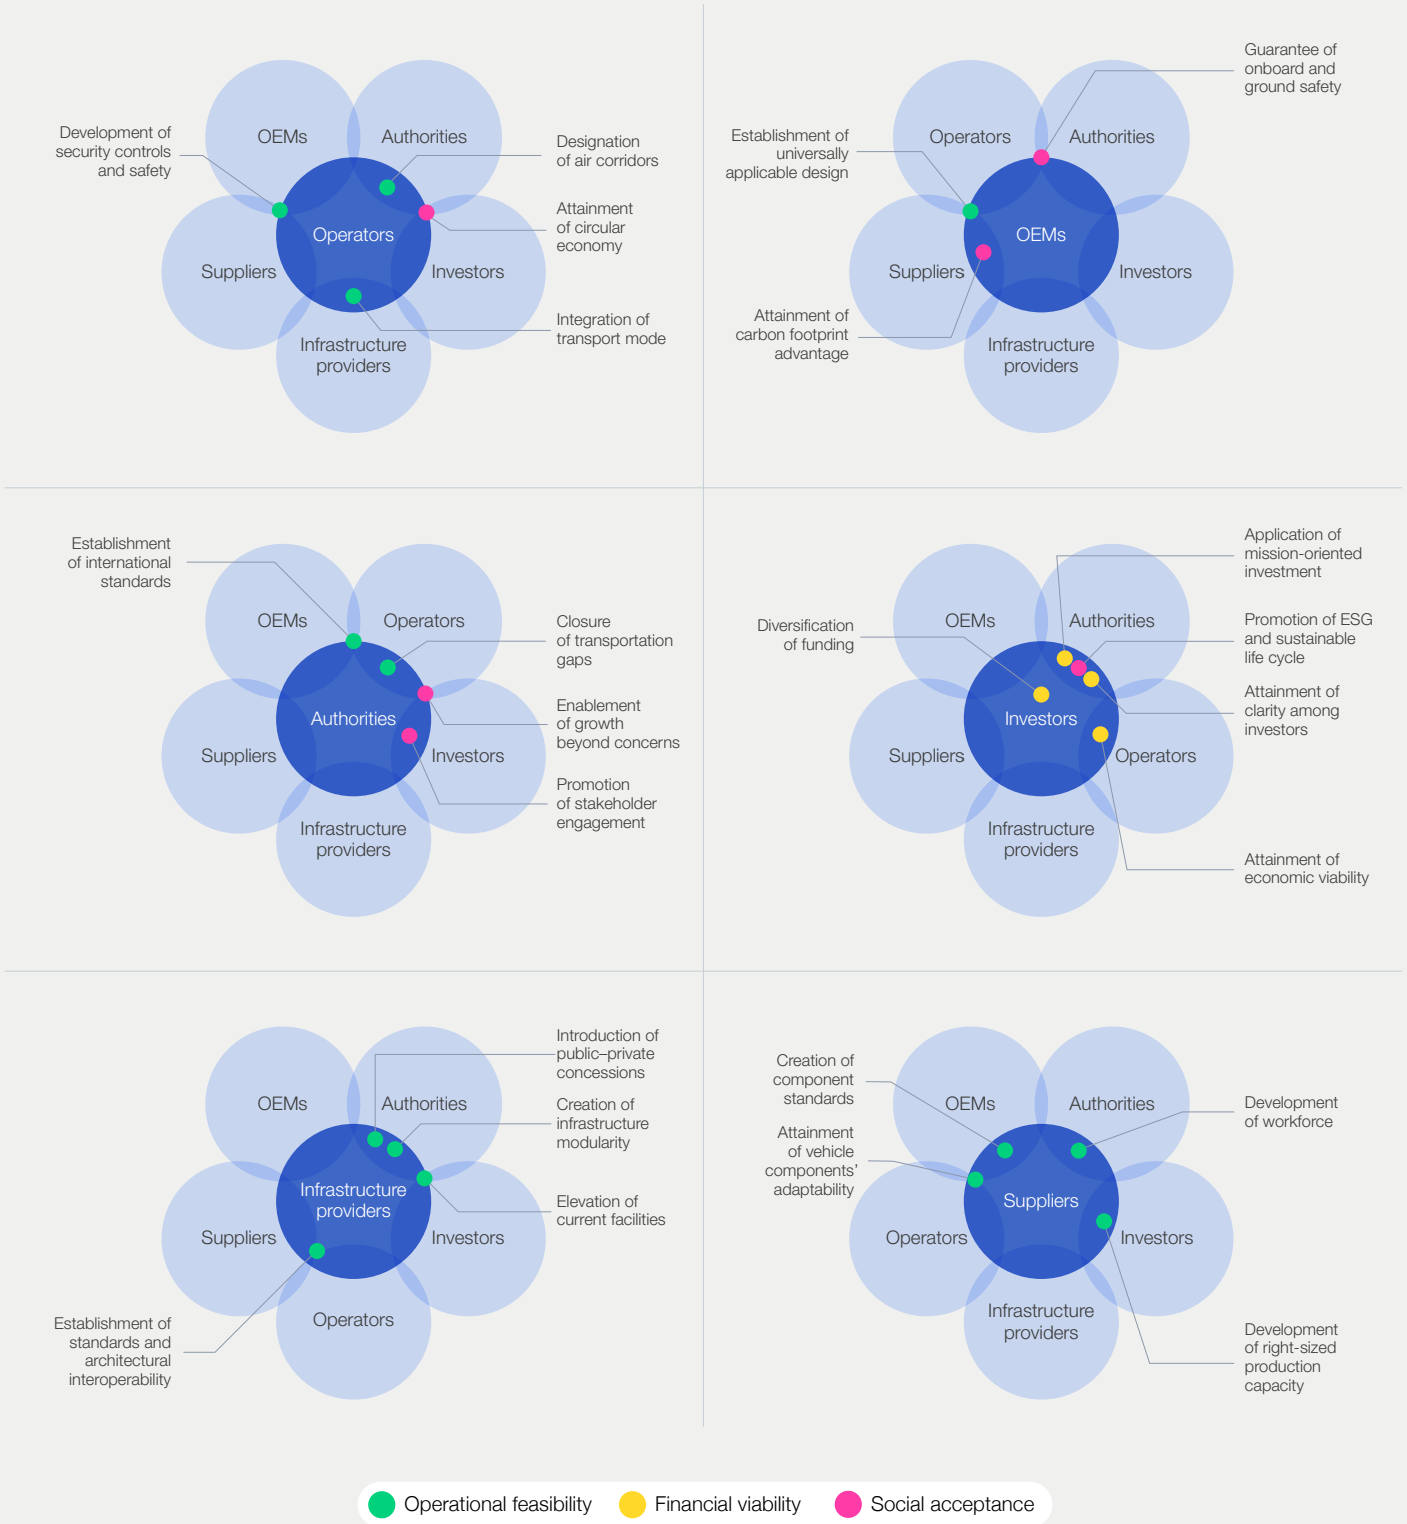 OEMs
Authorities
Development of
security controls
and safety
Designation
of air corridors
Attainment
of circular
economy
Operators
Suppliers
Investors
Integration of
transport mode
Infrastructure
providers
Guarantee of
onboard and
ground safety
Establishment of
universally
applicable design
Operators
Authorities
OEMs
Suppliers
Investors
Attainment of
carbon footprint
advantage
Infrastructure
providers
Establishment
of international
standards
OEMs
Operators
Closure
of transportation
gaps
Enablement
of growth
beyond concerns
Authorities
Suppliers
Investors
Promotion
of stakeholder
engagement
Infrastructure
providers
Application of
mission-oriented
investment
Diversification
of funding
OEMs
Authorities
Promotion of ESG
and sustainable
life cycle
Attainment of
clarity among
investors
Investors
Suppliers
Operators
Infrastructure
providers
Attainment of
economic viability
Introduction of
public–private
concessions
OEMs
Authorities
Creation of
infrastructure
modularity
Infrastructure
providers
Elevation of
current facilities
Suppliers
Investors
Operators
Establishment of
standards and
architectural
interoperability
Creation of
component
standards
OEMs
Authorities
Development
of workforce
Attainment
of vehicle
components’
adaptability
Suppliers
Operators
Investors
Infrastructure
providers
Development
of right-sized
production
capacity
Operational feasibility
Financial viability
Social acceptance